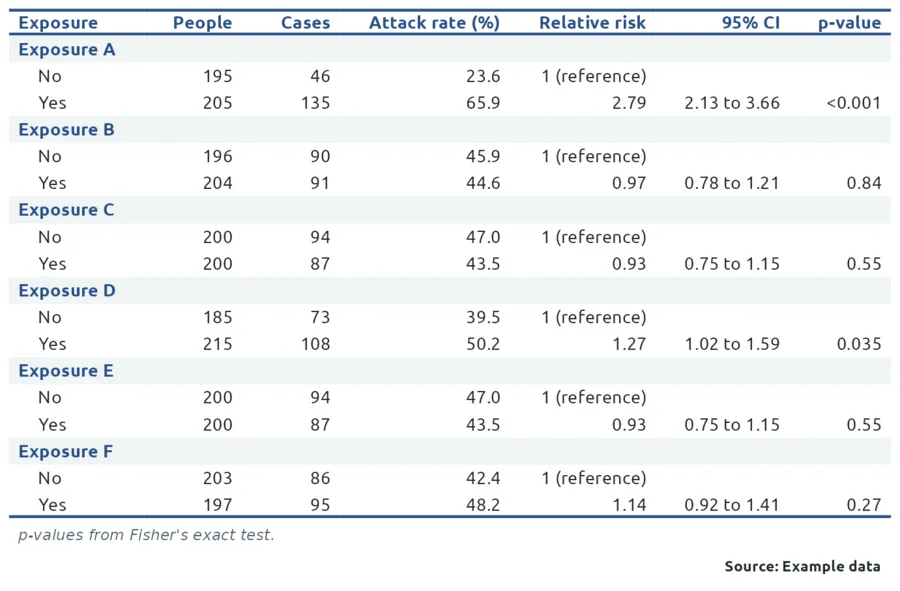 Exposure People Cases Attack rate (%) Relative risk 95% CI p-value
Exposure A
No 195 46 23.6 1 (reference)
Yes 205 135 65.9 2.79 2.13 to 3.66 <0.001
Exposure B
No 196 90 45.9 1 (reference)
Yes 204 91 44.6 0.97 0.78 to 1.21 0.84
Exposure C
No 200 94 47.0 1 (reference)
Yes 200 87 43.5 0.93 0.75 to 1.15 0.55
Exposure D
No 185 73 39.5 1 (reference)
Yes 215 108 50.2 1.27 1.02 to 1.59 0.035
Exposure E
No 200 94 47.0 1 (reference)
Yes 200 87 43.5 0.93 0.75 to 1.15 0.55
Exposure F
No 203 86 42.4 1 (reference)
Yes 197 95 48.2 1.14 0.92 to 1.41 0.27
p-values from Fisher's exact test.
Source: Example data